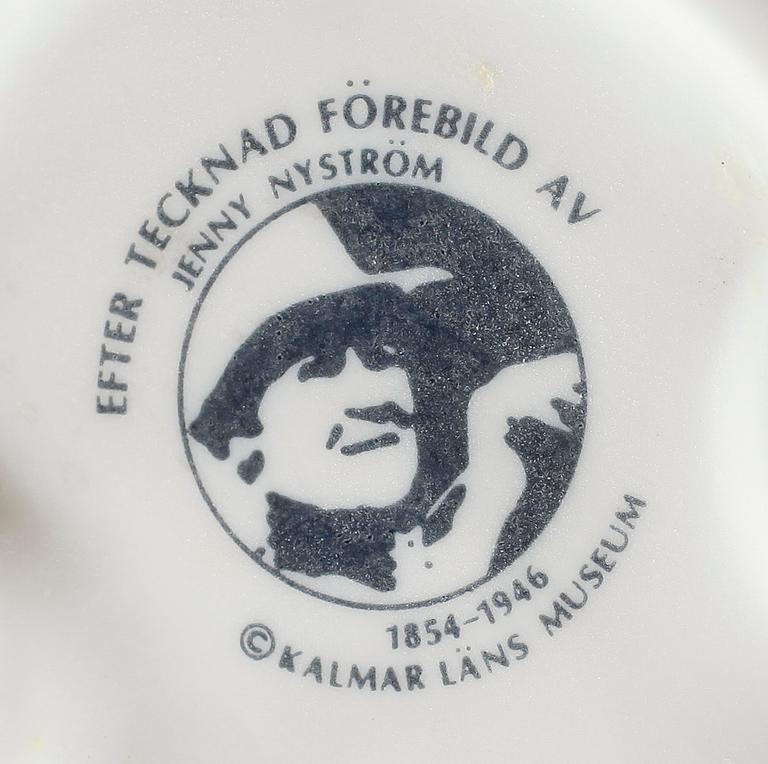 EFTER TECKNAD FÖREBILD AV
JENNY NYSTRÖM
1854-1946
© KALMAR LÄNS MUSEUM